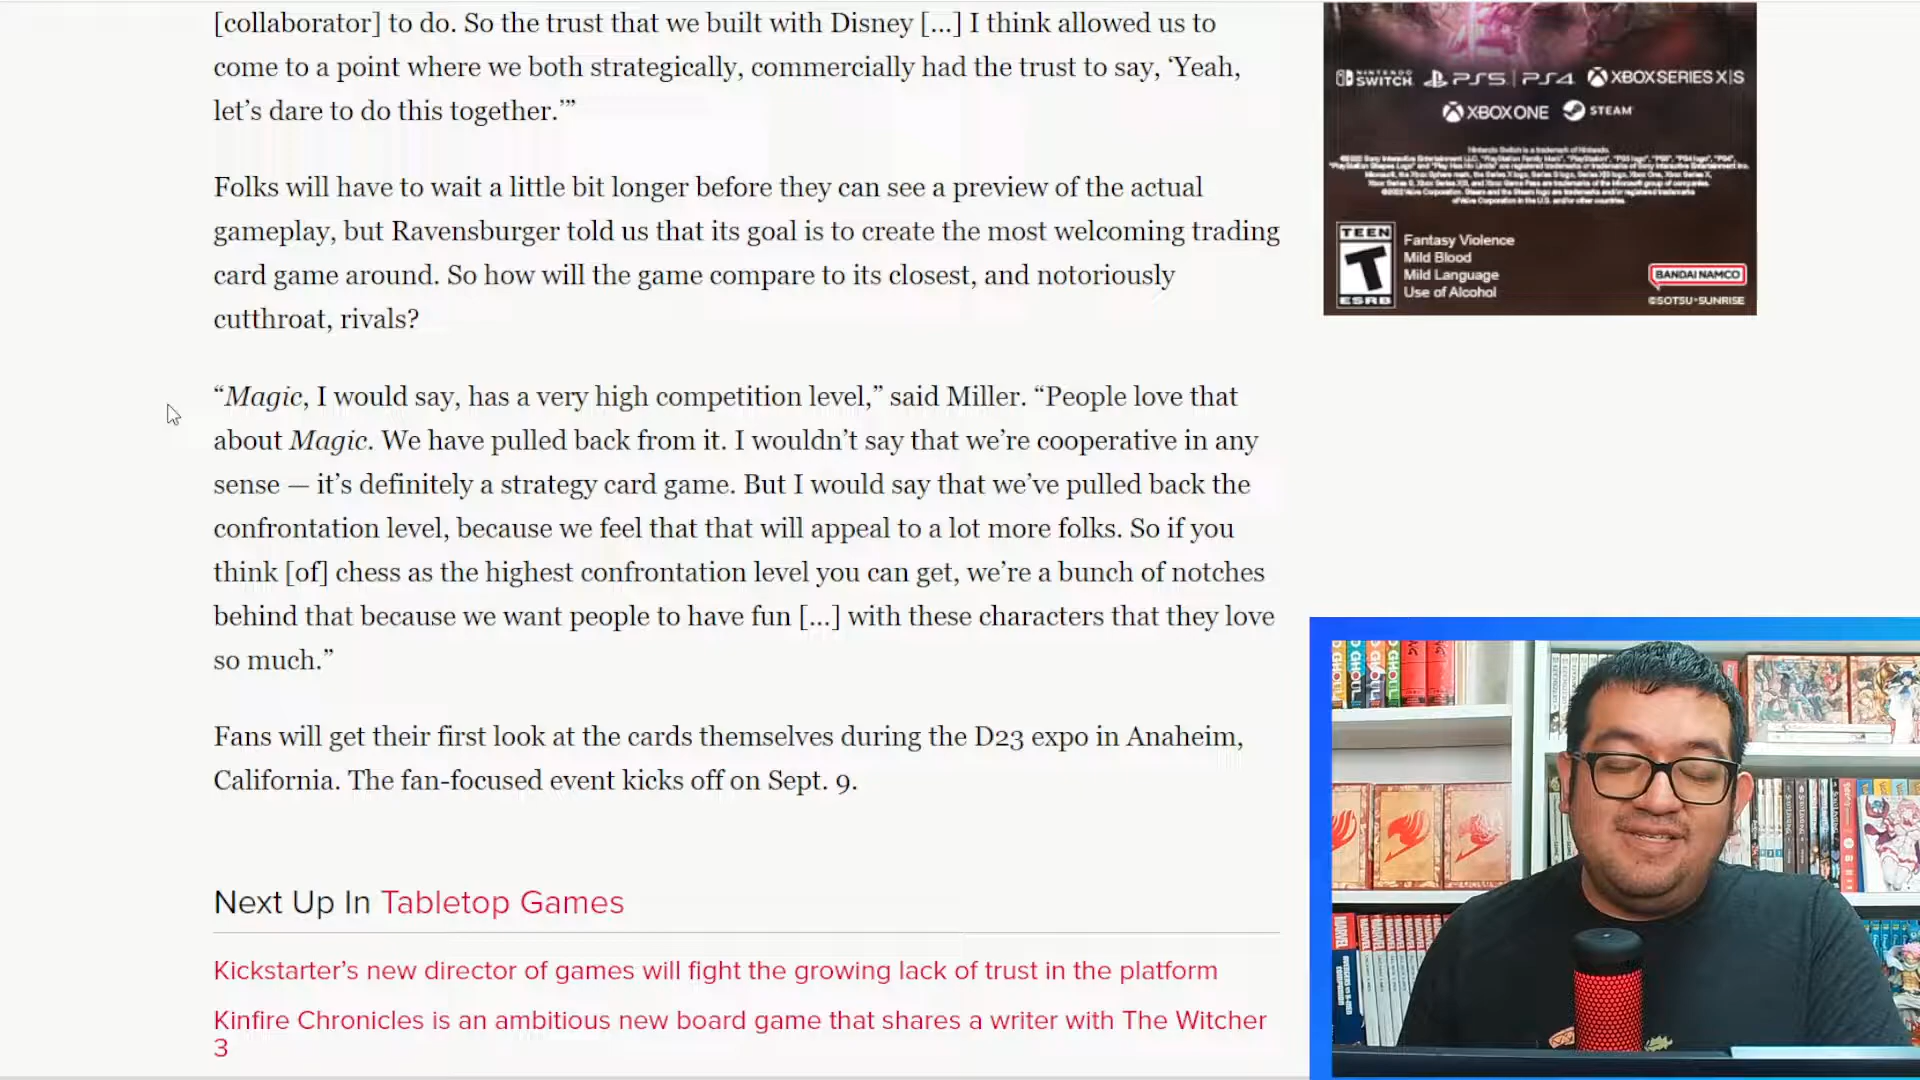 [collaborator] to do. So the trust that we built with Disney [...] I think allowed us to
come to a point where we both strategically, commercially had the trust to say, ‘Yeah,
let’s dare to do this together.’”
Folks will have to wait a little bit longer before they can see a preview of the actual
gameplay, but Ravensburger told us that its goal is to create the most welcoming trading
card game around. So how will the game compare to its closest, and notoriously
cutthroat, rivals?
“Magic, I would say, has a very high competition level,” said Miller. “People love that
about Magic. We have pulled back from it. I wouldn’t say that we’re cooperative in any
sense — it’s definitely a strategy card game. But I would say that we’ve pulled back the
confrontation level, because we feel that that will appeal to a lot more folks. So if you
think [of] chess as the highest confrontation level you can get, we’re a bunch of notches
behind that because we want people to have fun [...] with these characters that they love
so much.”
Fans will get their first look at the cards themselves during the D23 expo in Anaheim,
California. The fan-focused event kicks off on Sept. 9.
Next Up In Tabletop Games
Kickstarter’s new director of games will fight the growing lack of trust in the platform
Kinfire Chronicles is an ambitious new board game that shares a writer with The Witcher
3
NINTENDO SWITCH PS5 | PS4 XBOX SERIES X|S
XBOX ONE STEAM
Nintendo Switch is a trademark of Nintendo.
TEEN
T
ESRB
Fantasy Violence
Mild Blood
Mild Language
Use of Alcohol
BANDAI NAMCO
©SOTSU•SUNRISE
GHOUL
MARVEL